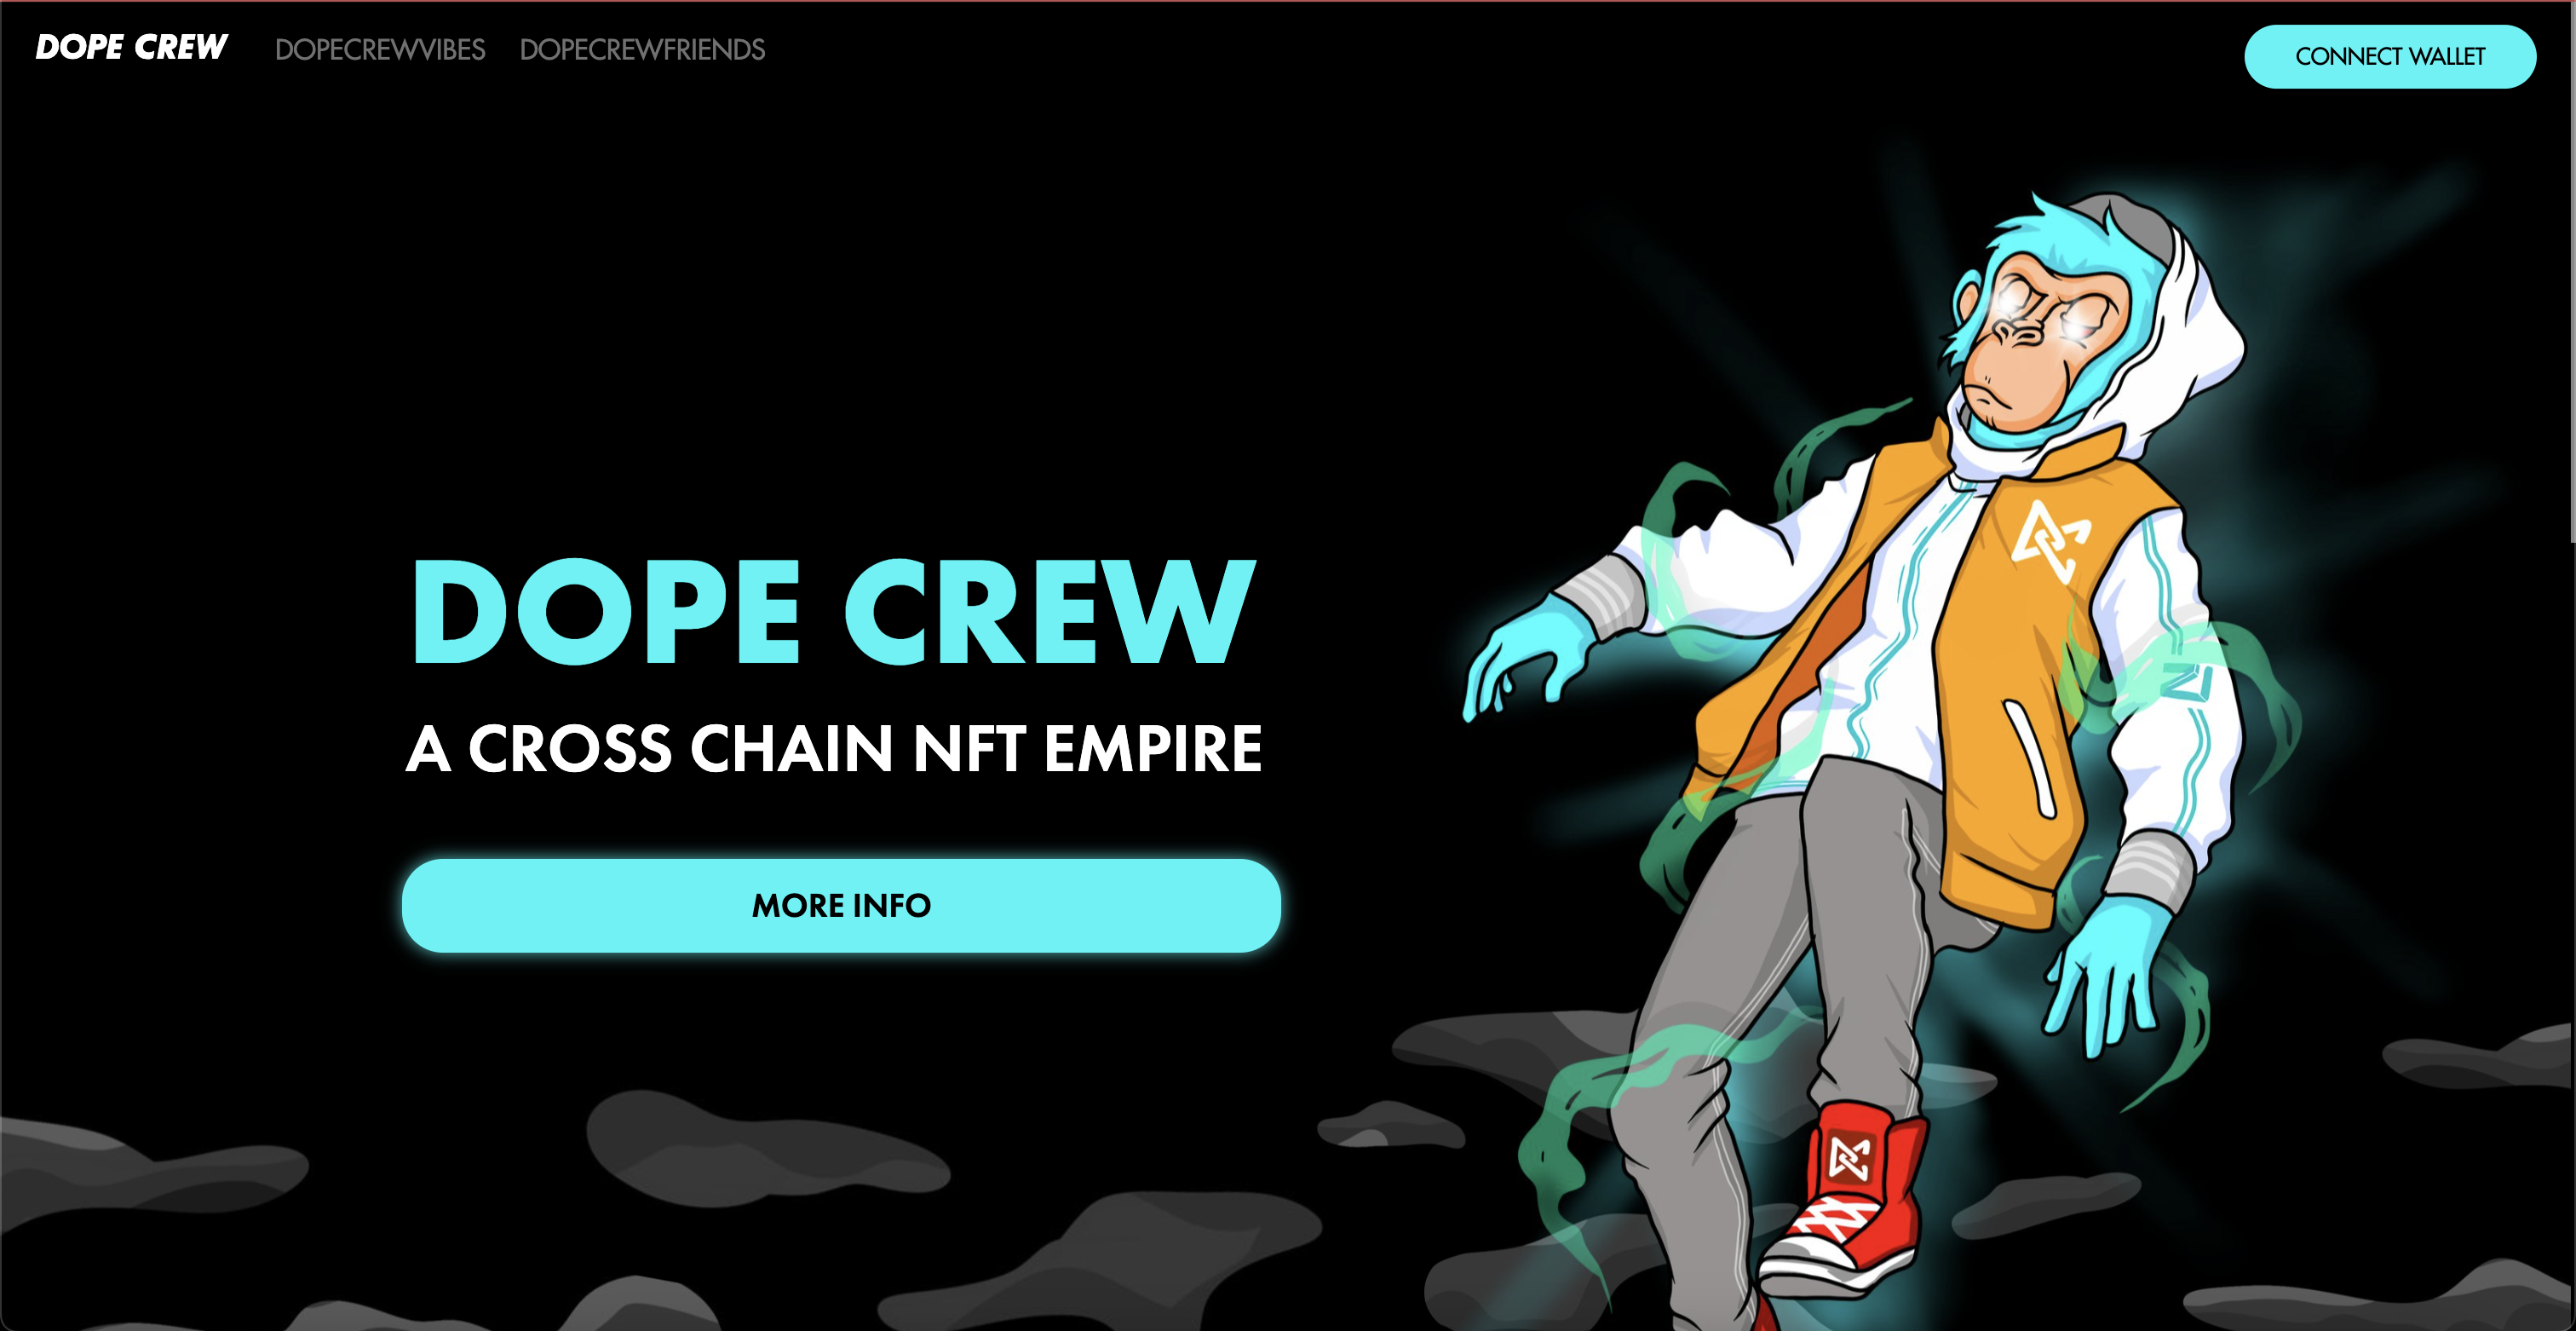 DOPE CREW
DOPECREWVIBES
DOPECREWFRIENDS
CONNECT WALLET
DOPE CREW
A CROSS CHAIN NFT EMPIRE
MORE INFO